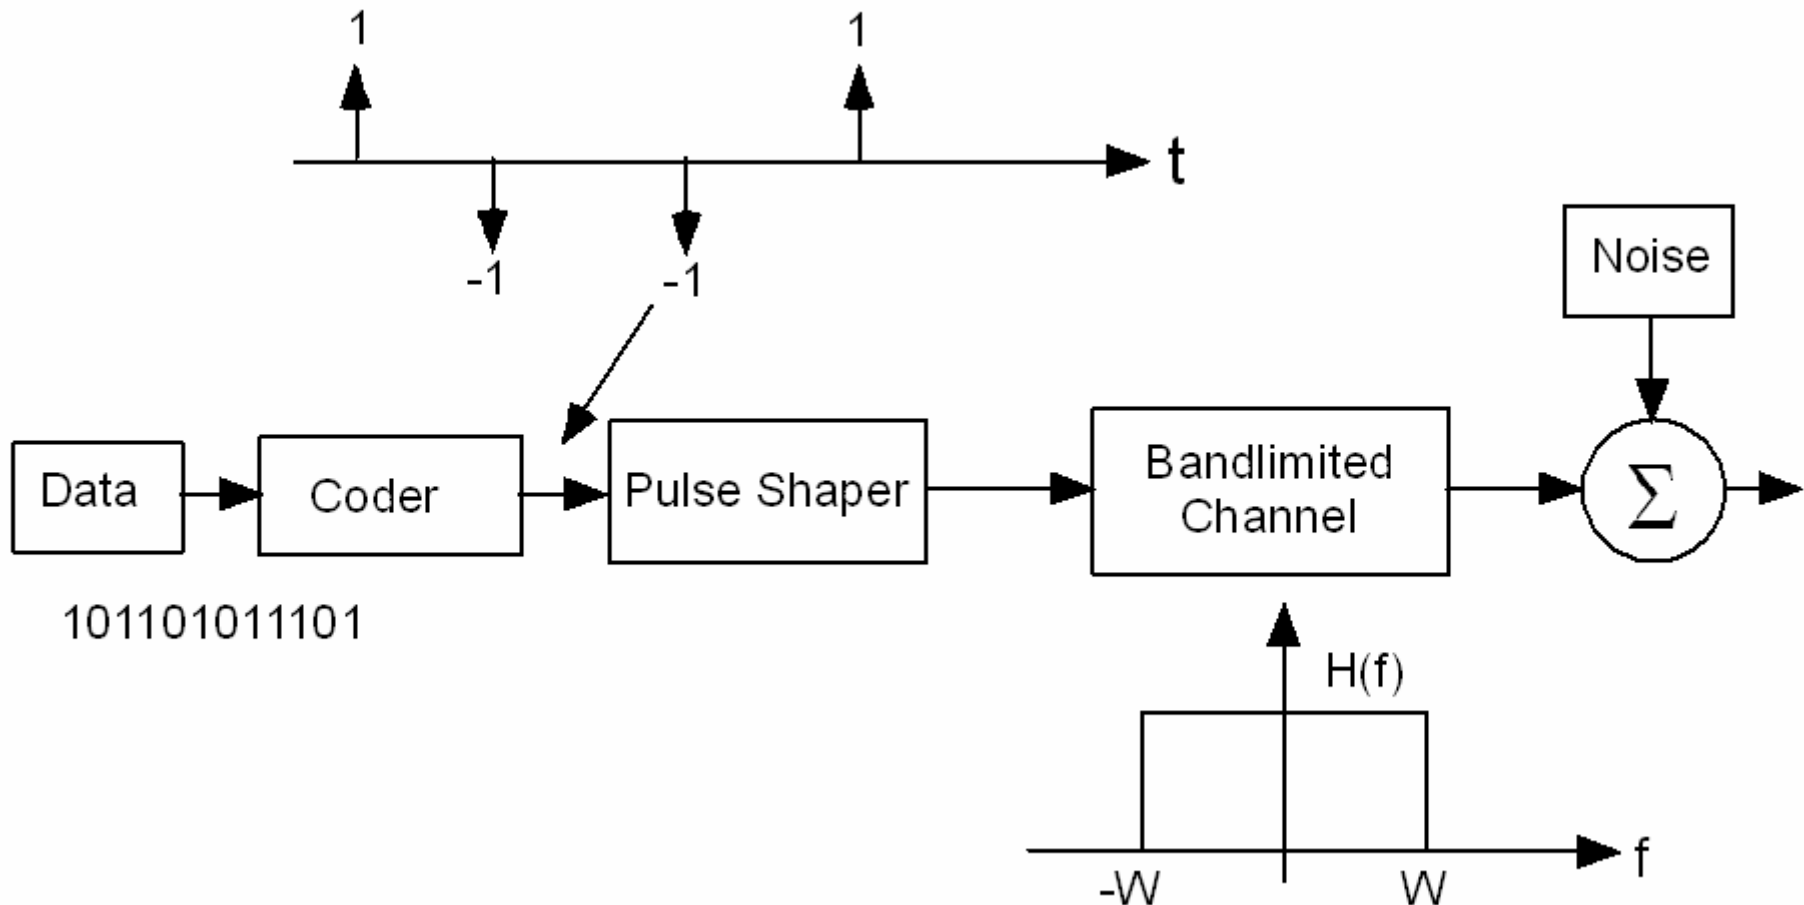 1
1
t
-1
-1
Noise
Data
Coder
Pulse Shaper
Bandlimited
Channel
Σ
101101011101
H(f)
f
-W
W